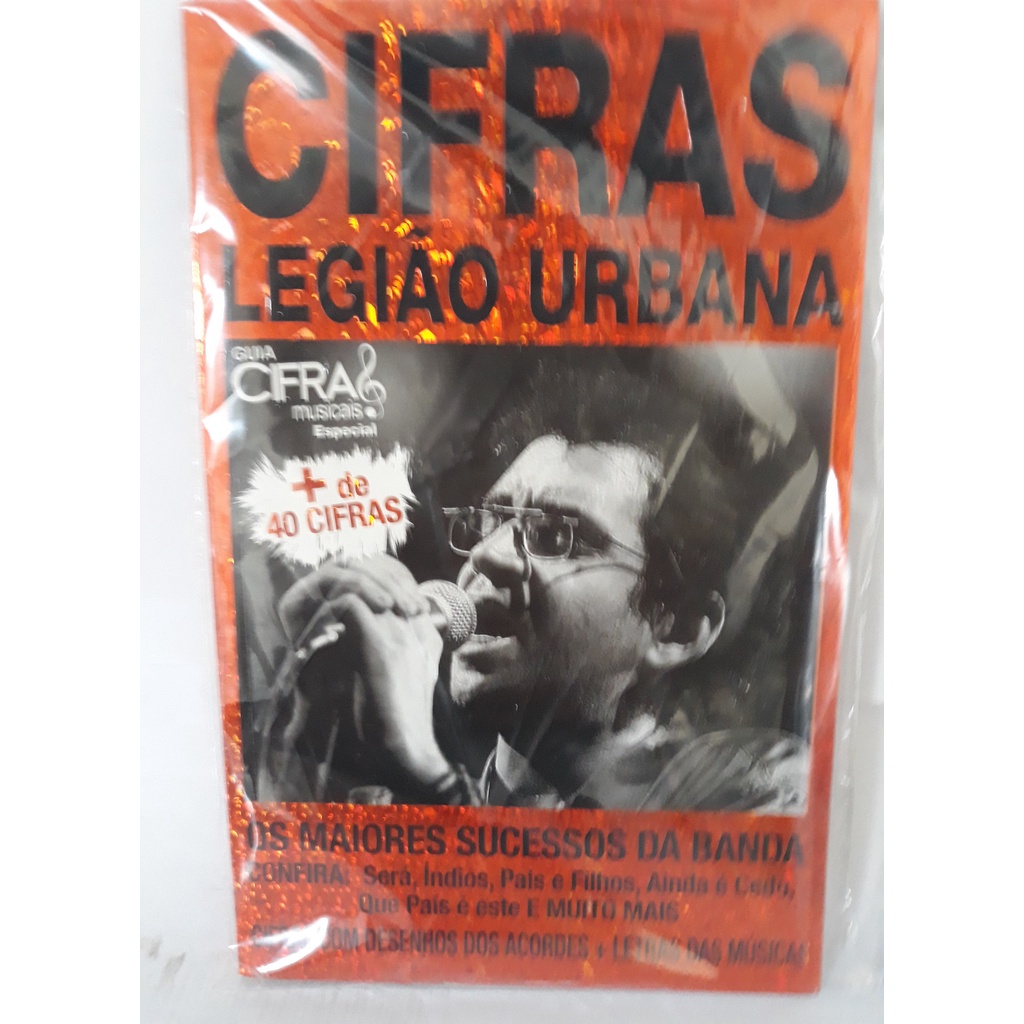 CIFRAS
LEGIÃO URBANA
GUIA
CIFRAS
musicais
Especial
+ de
40 CIFRAS
OS MAIORES SUCESSOS DA BANDA
CONFIRA: Será, Índios, Pais e Filhos, Ainda é Cedo,
Que País é este E MUITO MAIS
COM DESENHOS DOS ACORDES + LETRAS DAS MÚSICAS